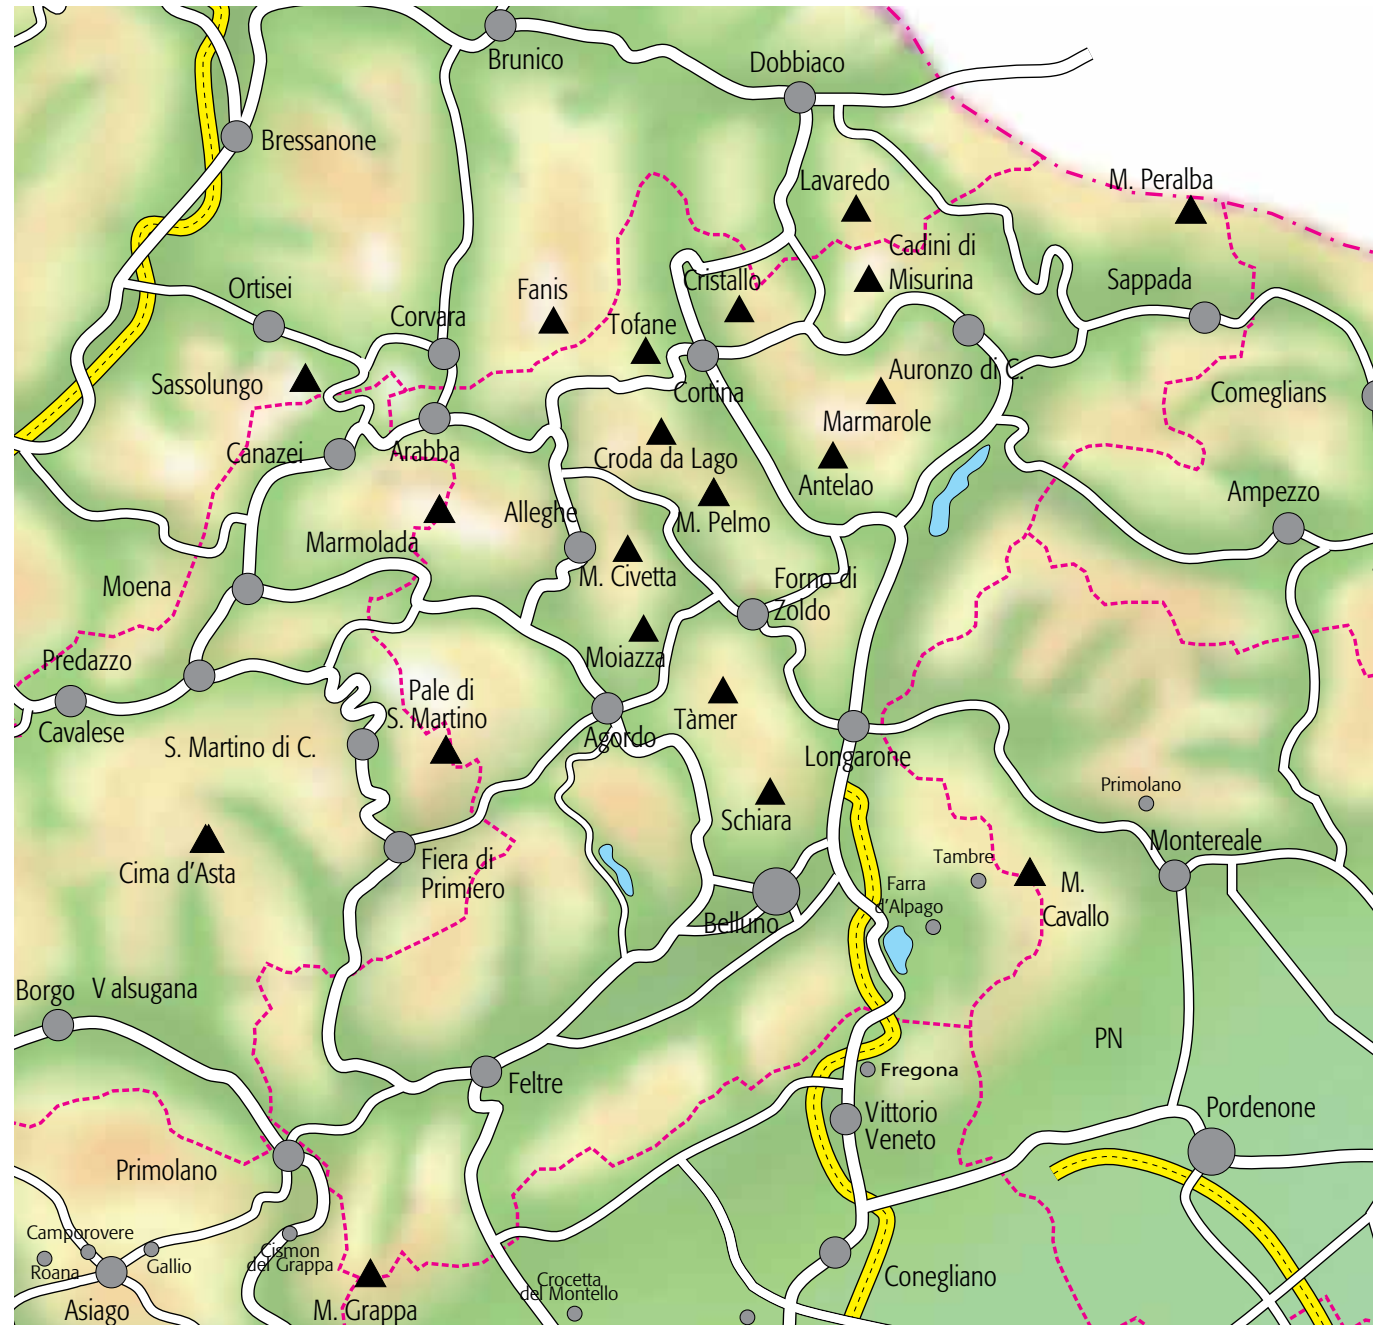 Brunico
Dobbiaco
Bressanone
Lavaredo
M. Peralba
Cadini di
Misurina
Ortisei
Fanis
Cristallo
Sappada
Corvara
Tofane
Sassolungo
Cortina
Auronzo di C.
Comeglians
Marmarole
Canazei
Arabba
Croda da Lago
Antelao
Ampezzo
Alleghe
M. Pelmo
Marmolada
M. Civetta
Forno di
Zoldo
Moena
Moiazza
Predazzo
Pale di
S. Martino
Tàmer
Cavalese
S. Martino di C.
Agordo
Longarone
Primolano
Schiara
Montereale
Cima d'Asta
Fiera di
Primiero
Tambre
Farra
d'Alpago
M.
Cavallo
Belluno
Borgo Valsugana
PN
Feltre
Fregona
Vittorio
Veneto
Pordenone
Primolano
Camporovere
Roana
Gallio
Cismon
del Grappa
Asiago
M. Grappa
Crocetta
del Montello
Conegliano